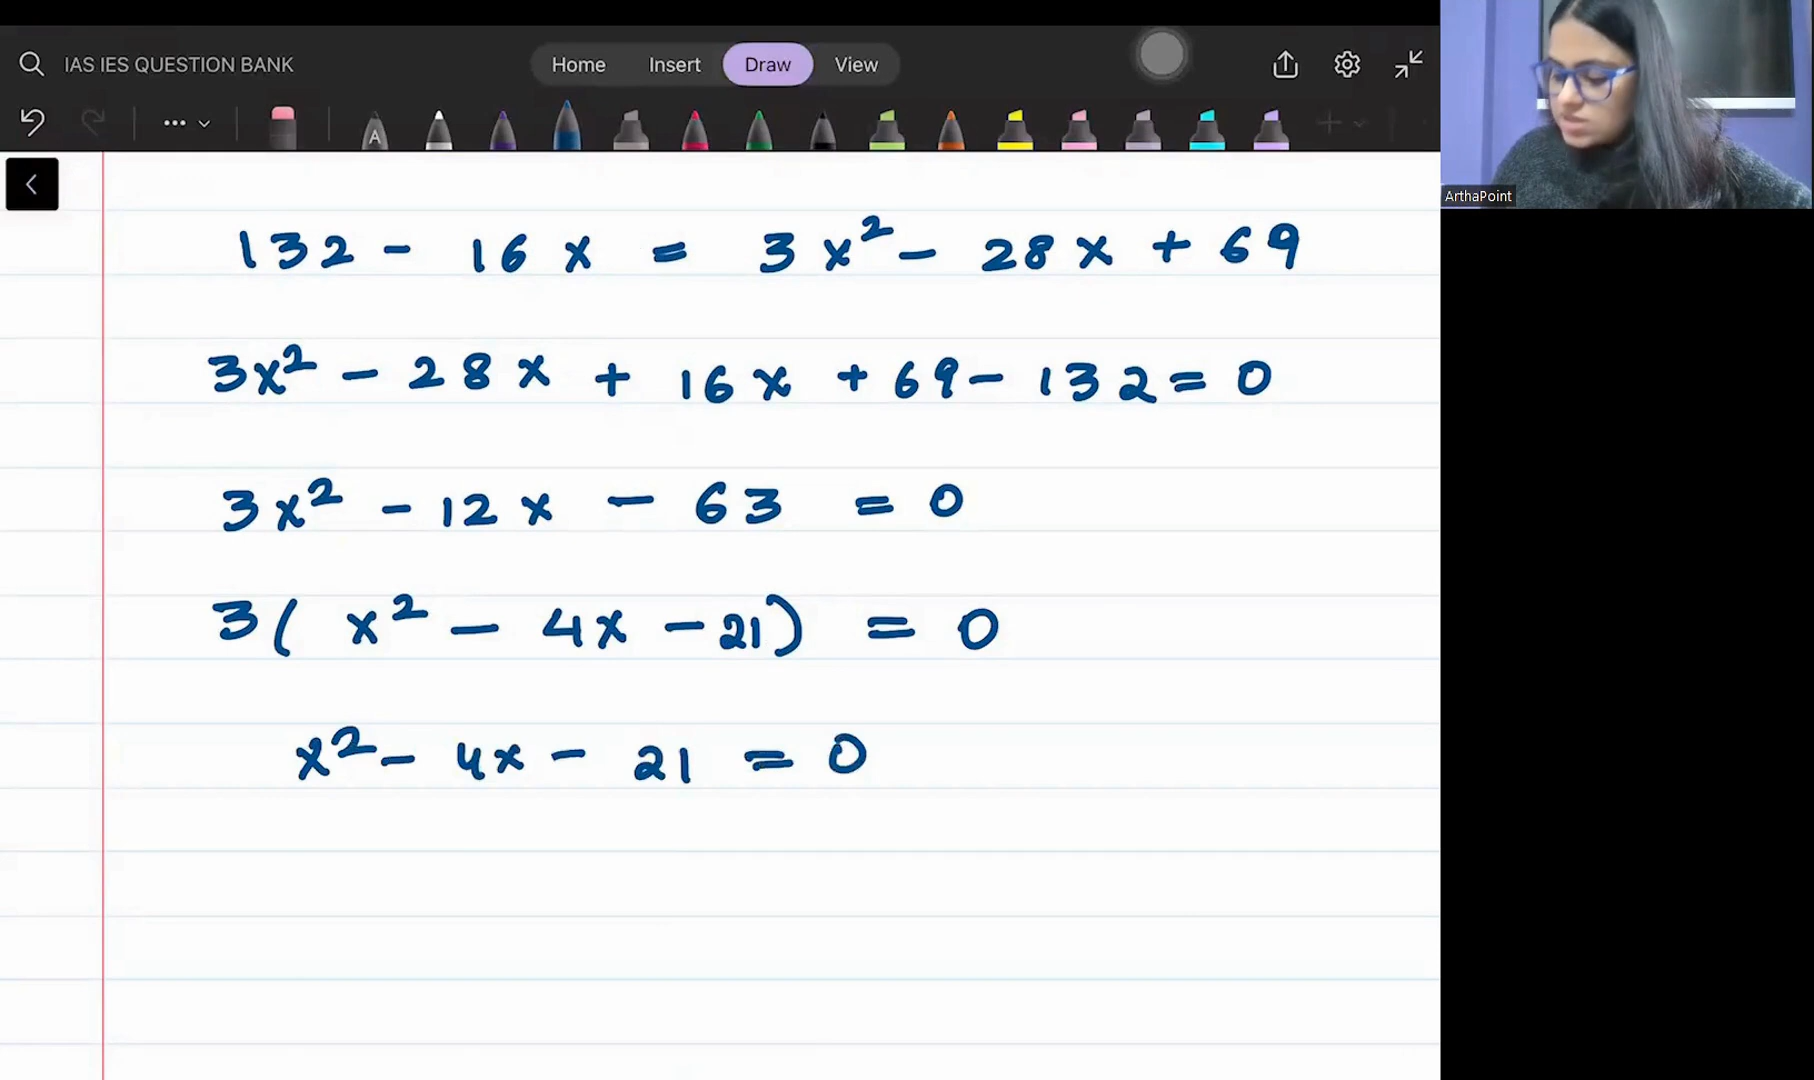 IAS IES QUESTION BANK
Home Insert Draw View
A
ArthaPoint
132 - 16x = 3x² - 28x + 69
3x² - 28x + 16x + 69 - 132 = 0
3x² - 12x - 63 = 0
3( x² - 4x - 21) = 0
x² - 4x - 21 = 0